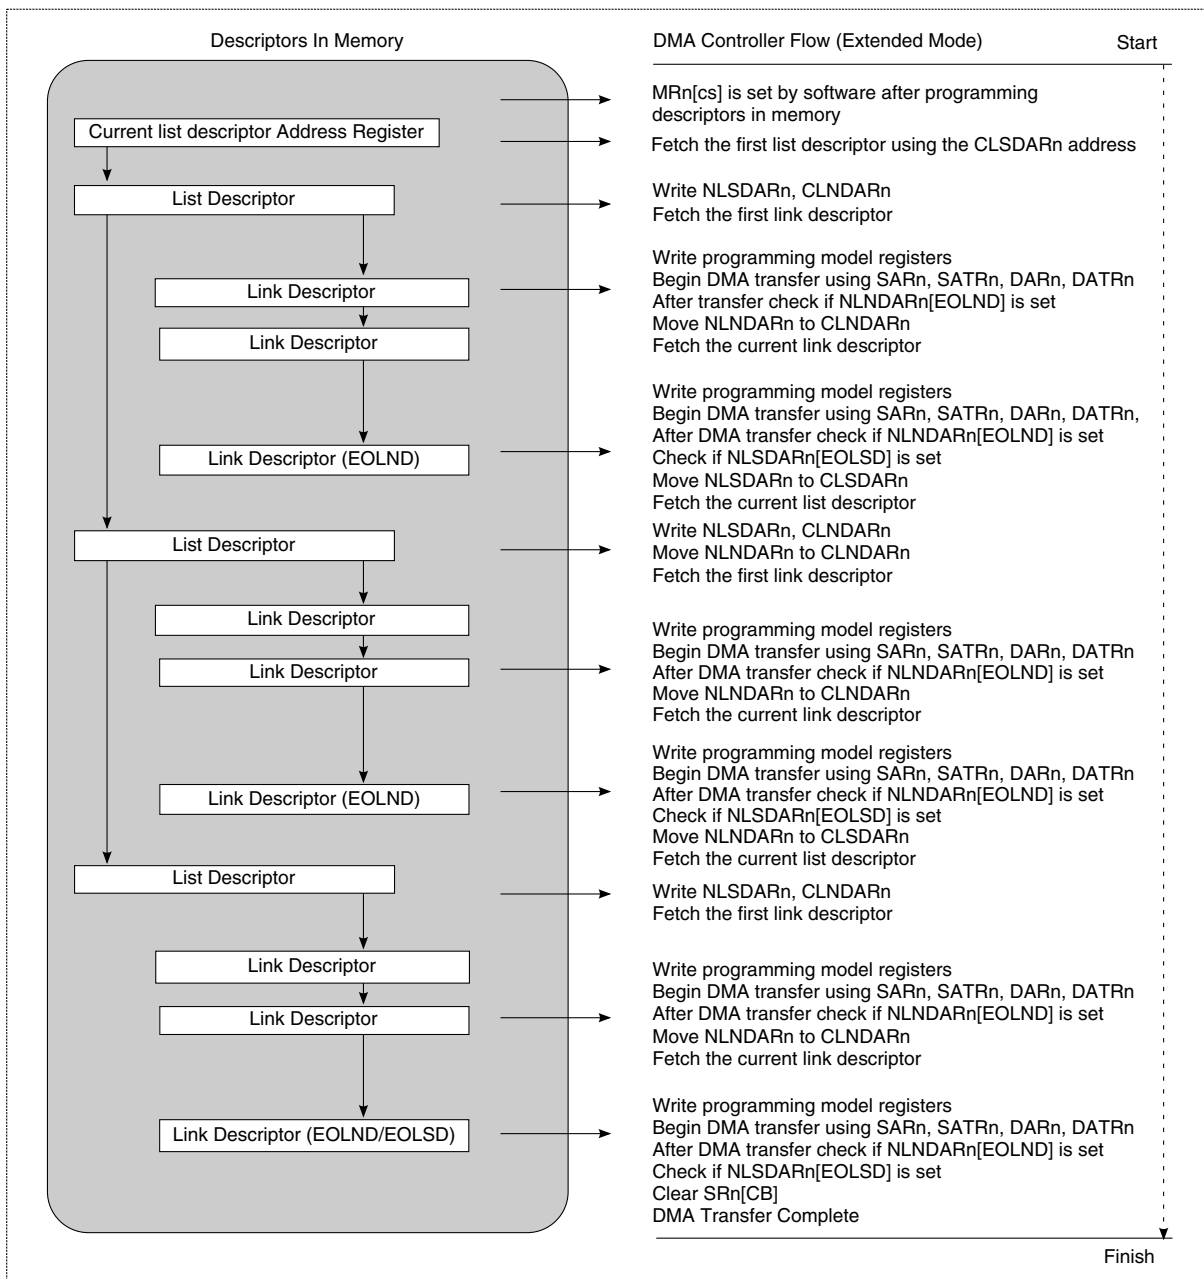 Descriptors In Memory
DMA Controller Flow (Extended Mode)
Start
MRn[cs] is set by software after programming
descriptors in memory
Current list descriptor Address Register
Fetch the first list descriptor using the CLSDARn address
List Descriptor
Write NLSDARn, CLNDARn
Fetch the first link descriptor
Link Descriptor
Write programming model registers
Begin DMA transfer using SARn, SATRn, DARn, DATRn
After transfer check if NLNDARn[EOLND] is set
Move NLNDARn to CLNDARn
Fetch the current link descriptor
Link Descriptor
Link Descriptor (EOLND)
Write programming model registers
Begin DMA transfer using SARn, SATRn, DARn, DATRn,
After DMA transfer check if NLNDARn[EOLND] is set
Check if NLSDARn[EOLSD] is set
Move NLSDARn to CLSDARn
Fetch the current list descriptor
List Descriptor
Write NLSDARn, CLNDARn
Move NLNDARn to CLNDARn
Fetch the first link descriptor
Link Descriptor
Link Descriptor
Write programming model registers
Begin DMA transfer using SARn, SATRn, DARn, DATRn
After DMA transfer check if NLNDARn[EOLND] is set
Move NLNDARn to CLNDARn
Fetch the current link descriptor
Link Descriptor (EOLND)
Write programming model registers
Begin DMA transfer using SARn, SATRn, DARn, DATRn
After DMA transfer check if NLNDARn[EOLND] is set
Check if NLSDARn[EOLSD] is set
Move NLNDARn to CLSDARn
Fetch the current list descriptor
List Descriptor
Write NLSDARn, CLNDARn
Fetch the first link descriptor
Link Descriptor
Link Descriptor
Write programming model registers
Begin DMA transfer using SARn, SATRn, DARn, DATRn
After DMA transfer check if NLNDARn[EOLND] is set
Move NLNDARn to CLNDARn
Fetch the current link descriptor
Link Descriptor (EOLND/EOLSD)
Write programming model registers
Begin DMA transfer using SARn, SATRn, DARn, DATRn
After DMA transfer check if NLNDARn[EOLND] is set
Check if NLSDARn[EOLSD] is set
Clear SRn[CB]
DMA Transfer Complete
Finish